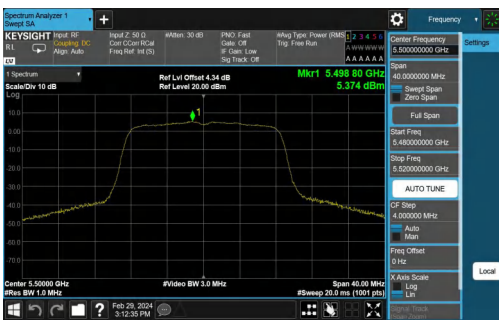 Spectrum Analyzer 1
Swept SA
Frequency
KEYSIGHT
RL
Input: RF
Coupling: DC
Align: Auto
Input Z: 50 Ω
Corr CCorr RCal
Freq Ref: Int (S)
#Atten: 30 dB
PNO: Fast
Gate: Off
IF Gain: Low
Sig Track: Off
#Avg Type: Power (RMS
Trig: Free Run
1 2 3 4 5 6
A W W W W W
A A A A A A
1 Spectrum
Scale/Div 10 dB
Log
Ref Lvl Offset 4.34 dB
Ref Level 20.00 dBm
Mkr1 5.498 80 GHz
5.374 dBm
1
10.0
0.00
-10.0
-20.0
-30.0
-40.0
-50.0
-60.0
-70.0
Center 5.50000 GHz
#Res BW 1.0 MHz
#Video BW 3.0 MHz
Span 40.00 MHz
#Sweep 20.0 ms (1001 pts)
Feb 29, 2024
3:12:35 PM
?
Center Frequency
5.500000000 GHz
Settings
Span
40.0000000 MHz
Swept Span
Zero Span
Full Span
Start Freq
5.480000000 GHz
Stop Freq
5.520000000 GHz
AUTO TUNE
CF Step
4.000000 MHz
Auto
Man
Freq Offset
0 Hz
X Axis Scale
Log
Lin
Local
Signal Track